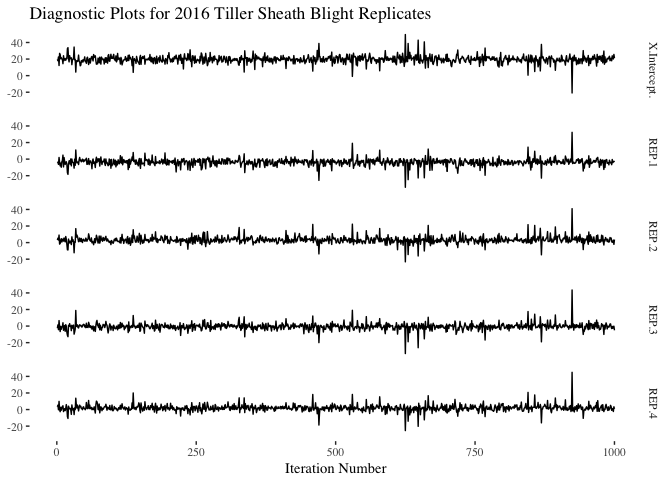 Diagnostic Plots for 2016 Tiller Sheath Blight Replicates
40
20
0
-20
X.Intercept.
40
20
0
-20
REP.1
40
20
0
-20
REP.2
40
20
0
-20
REP.3
40
20
0
-20
REP.4
0 250 500 750 1000
Iteration Number